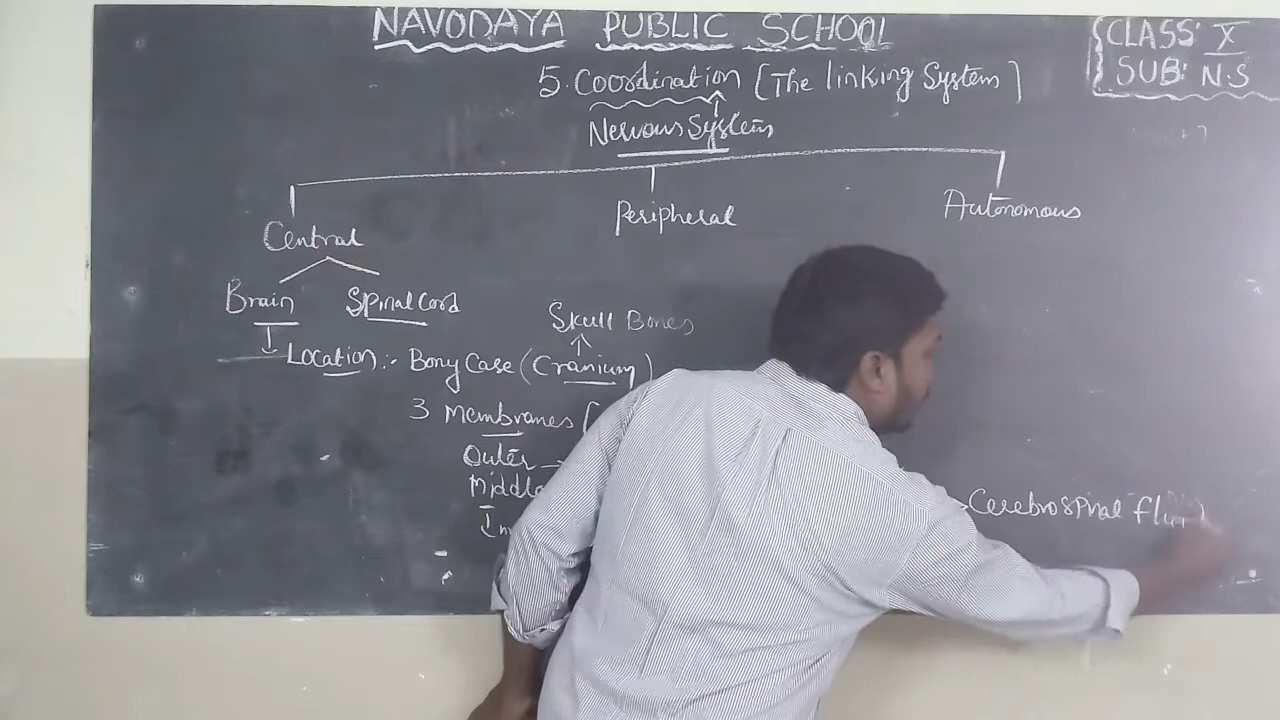 NAVODAYA PUBLIC SCHOOL
CLASS: X
SUB: N.S
5. Coordination [The linking System]
Nervous System
Central
Peripheral
Autonomous
Brain
Spinal Cord
Skull Bones
Location :- Bony Case (Cranium)
3 Membranes [
Outer
Middle
Cerebrospinal